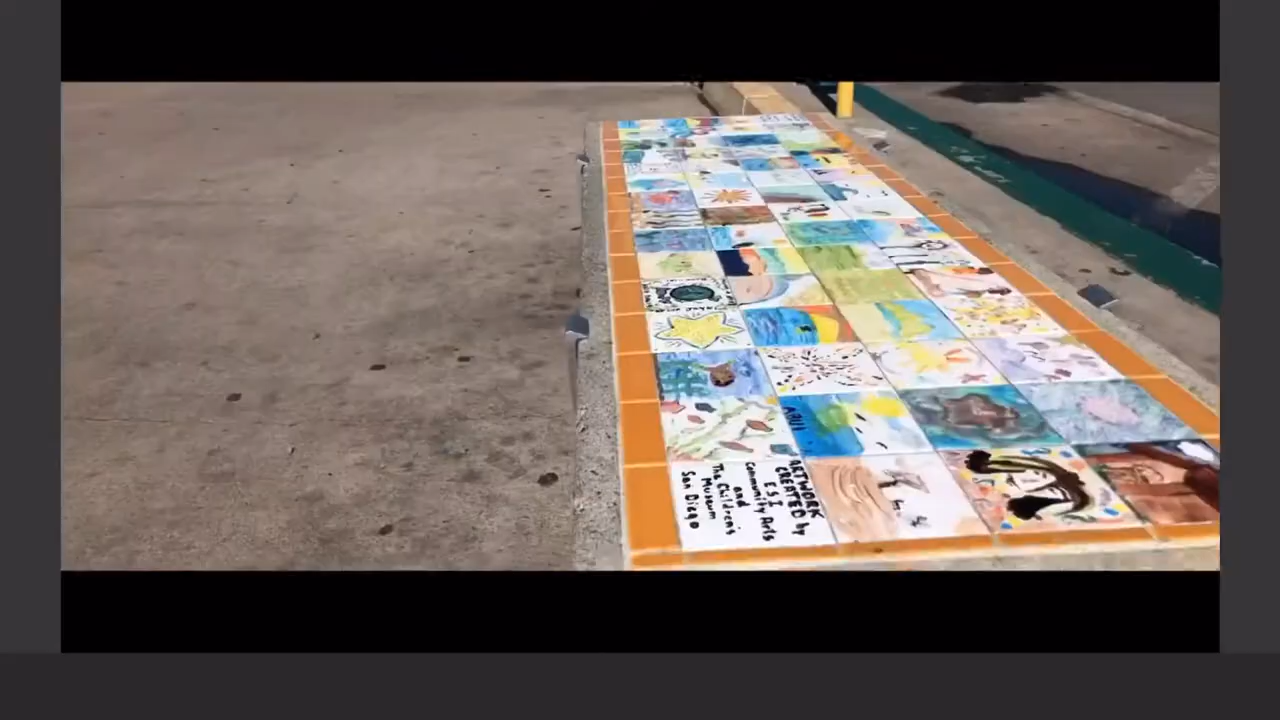 ARTWORK
CREATED by
E S I
Community Arts
and
The Children's
Museum
San Diego